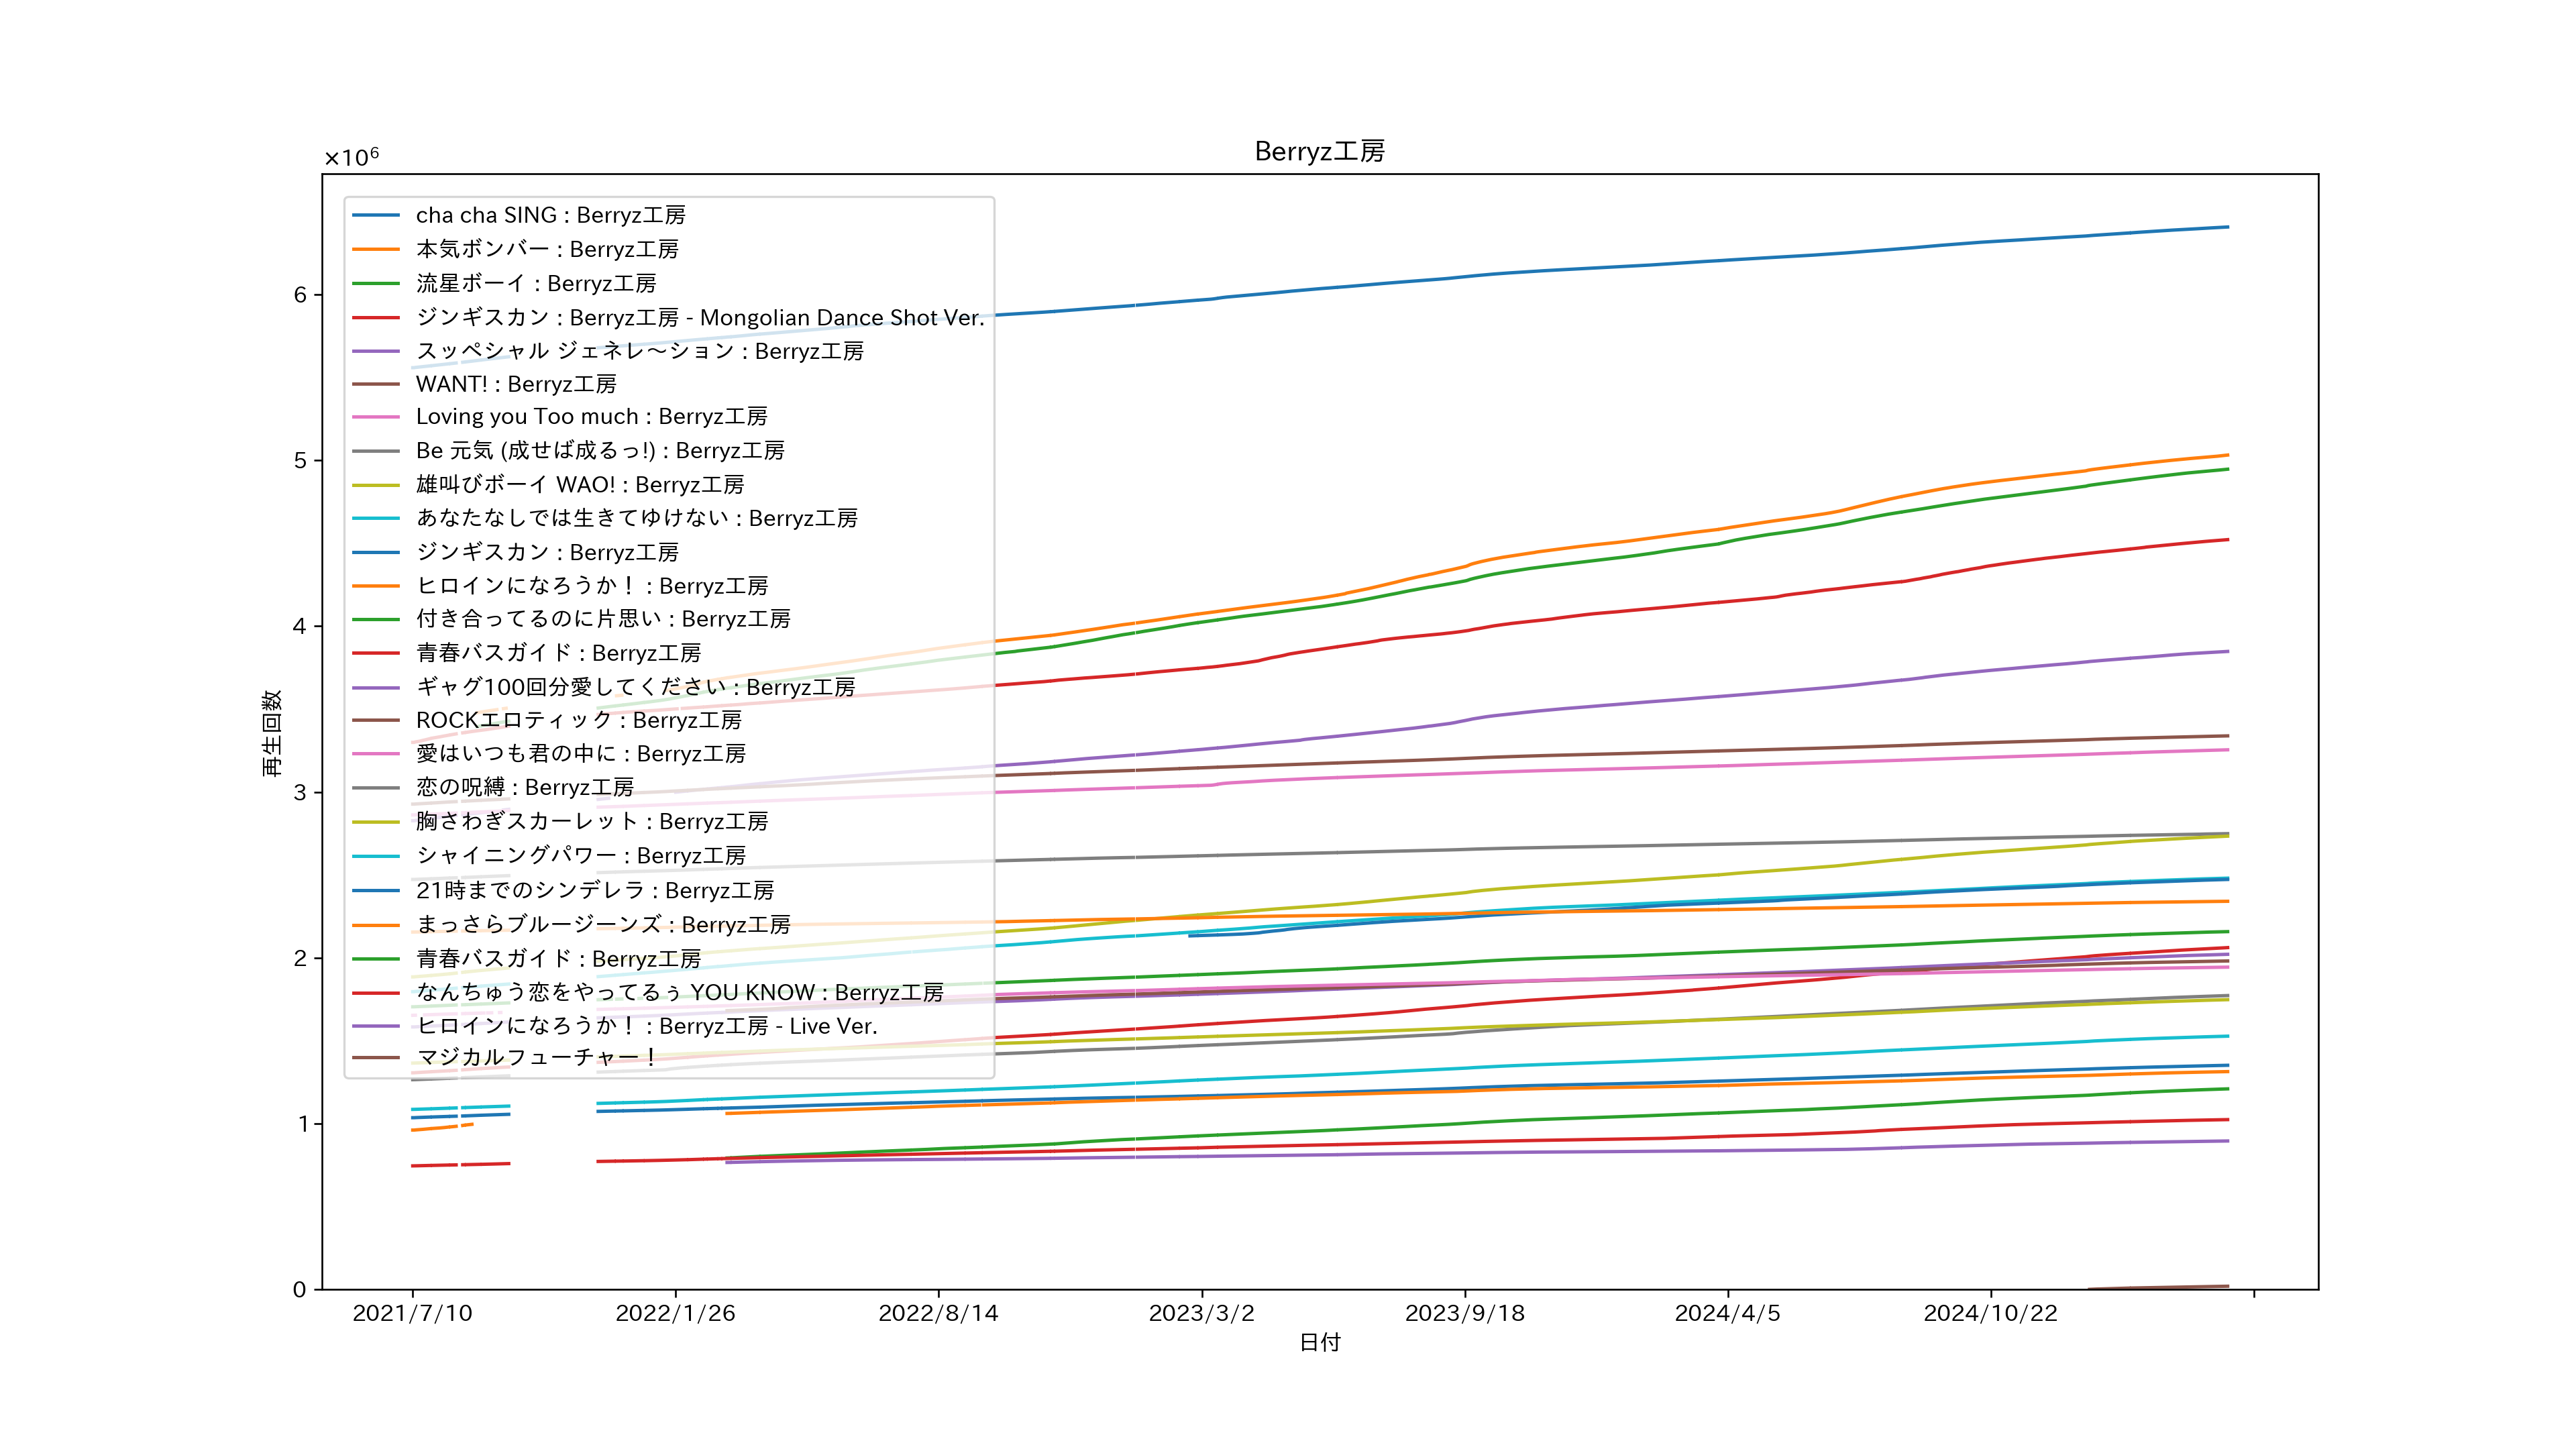 Berryz工房
×10⁶
cha cha SING : Berryz工房
本気ボンバー : Berryz工房
流星ボーイ : Berryz工房
ジンギスカン : Berryz工房 - Mongolian Dance Shot Ver.
スッペシャル ジェネレ〜ション : Berryz工房
WANT! : Berryz工房
Loving you Too much : Berryz工房
Be 元気 (成せば成るっ!) : Berryz工房
雄叫びボーイ WAO! : Berryz工房
あなたなしでは生きてゆけない : Berryz工房
ジンギスカン : Berryz工房
ヒロインになろうか！ : Berryz工房
付き合ってるのに片思い : Berryz工房
青春バスガイド : Berryz工房
ギャグ100回分愛してください : Berryz工房
ROCKエロティック : Berryz工房
愛はいつも君の中に : Berryz工房
恋の呪縛 : Berryz工房
胸さわぎスカーレット : Berryz工房
シャイニングパワー : Berryz工房
21時までのシンデレラ : Berryz工房
まっさらブルージーンズ : Berryz工房
青春バスガイド : Berryz工房
なんちゅう恋をやってるぅ YOU KNOW : Berryz工房
ヒロインになろうか！ : Berryz工房 - Live Ver.
マジカルフューチャー！
6
5
4
3
2
1
0
再生回数
2021/7/10 2022/1/26 2022/8/14 2023/3/2 2023/9/18 2024/4/5 2024/10/22
日付